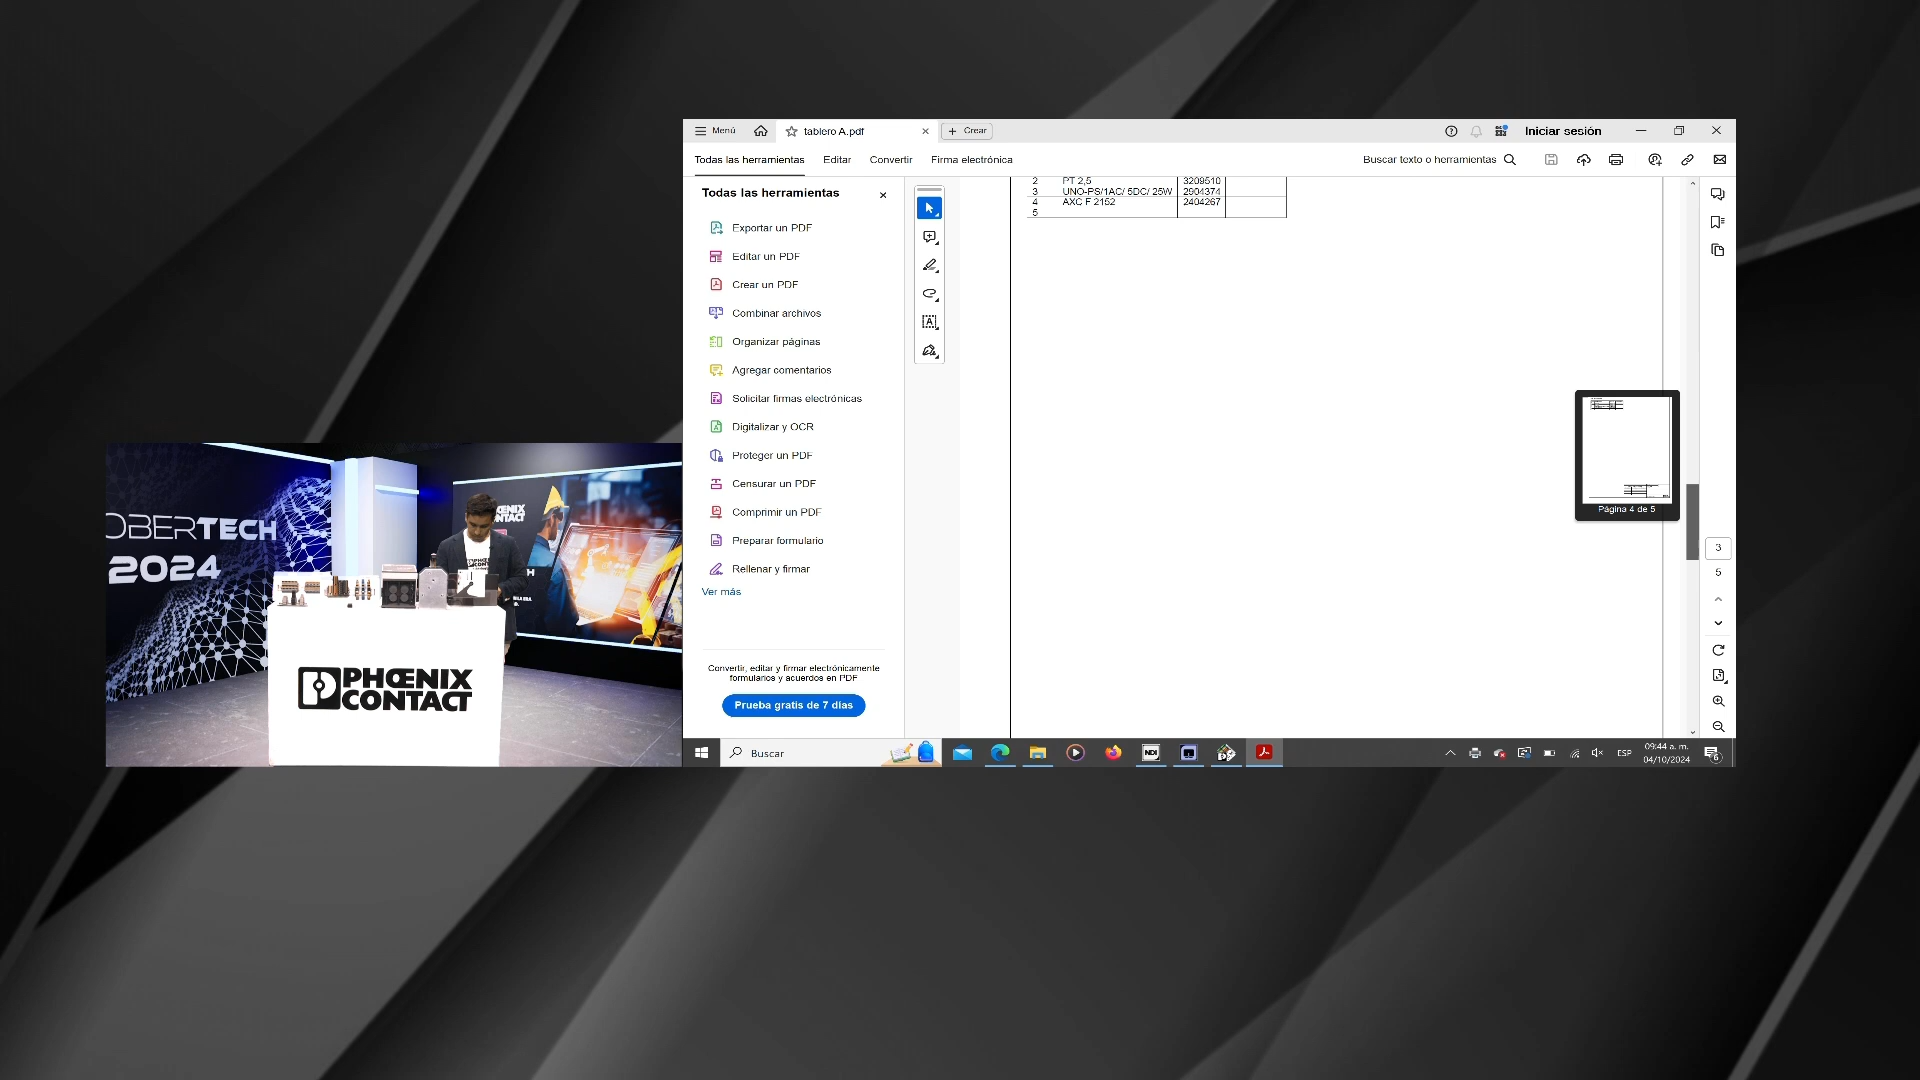 Menú
tablero A.pdf
Crear
Iniciar sesión
Todas las herramientas
Editar
Convertir
Firma electrónica
Buscar texto o herramientas
Todas las herramientas
Exportar un PDF
Editar un PDF
Crear un PDF
Combinar archivos
Organizar páginas
Agregar comentarios
Solicitar firmas electrónicas
Digitalizar y OCR
Proteger un PDF
Censurar un PDF
Comprimir un PDF
Preparar formulario
Rellenar y firmar
Ver más
Convertir, editar y firmar electrónicamente
formularios y acuerdos en PDF
Prueba gratis de 7 días
2 PT 2,5 3209510
3 UNO-PS/1AC/ 5DC/ 25W 2904374
4 AXC F 2152 2404267
5
Página 4 de 5
3
5
Buscar
NDI
ESP
09:44 a. m.
04/10/2024
6
OBERTECH
2024
PHŒNIX
CONTACT